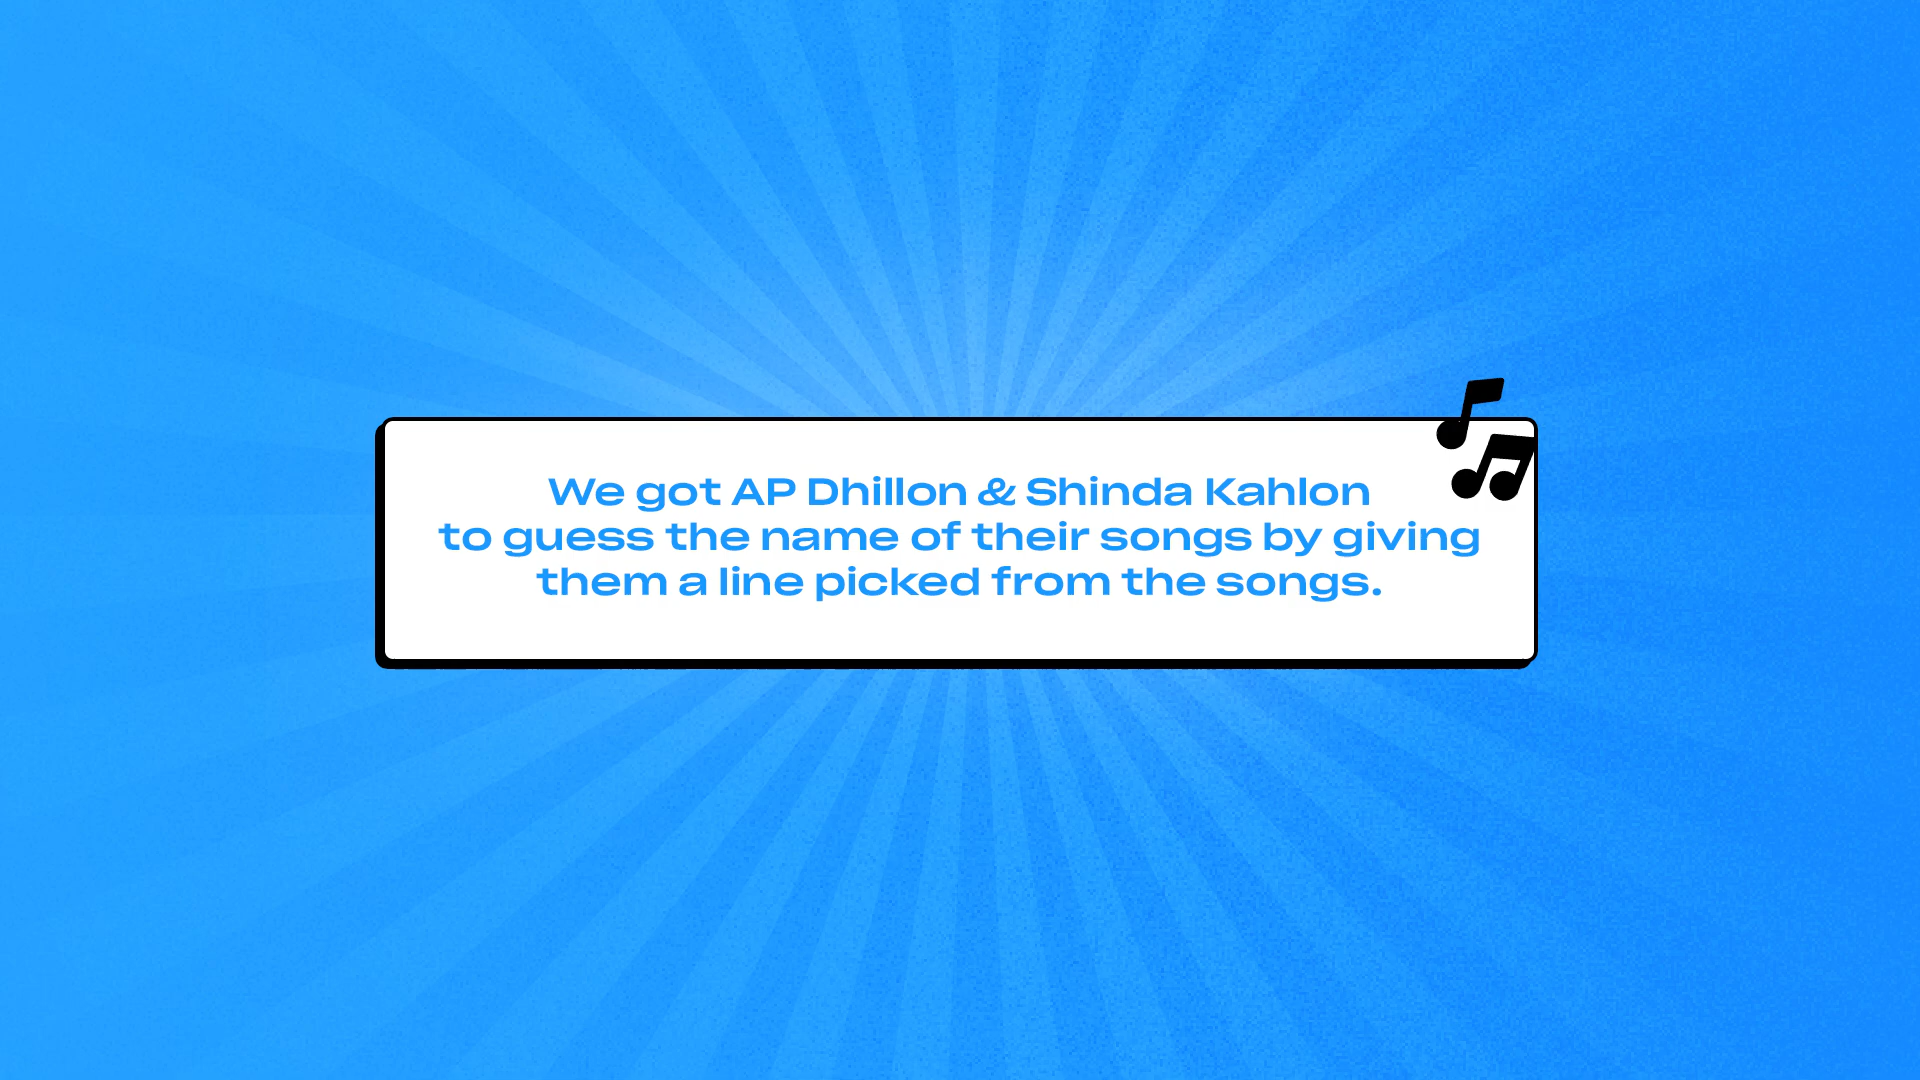 We got AP Dhillon & Shinda Kahlon
to guess the name of their songs by giving
them a line picked from the songs.